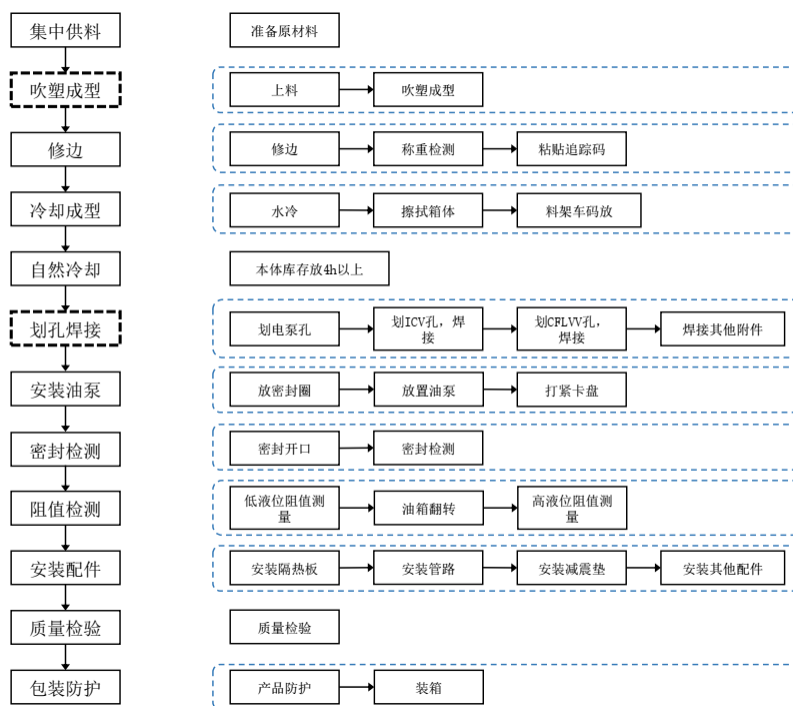 集中供料
准备原材料
吹塑成型
上料
吹塑成型
修边
修边
称重检测
粘贴追踪码
冷却成型
水冷
擦拭箱体
料架车码放
自然冷却
本体库存放4h以上
划孔焊接
划电泵孔
划ICV孔，焊
接
划CFLVV孔，
焊接
焊接其他附件
安装油泵
放密封圈
放置油泵
打紧卡盘
密封检测
密封开口
密封检测
阻值检测
低液位阻值测
量
油箱翻转
高液位阻值测
量
安装配件
安装隔热板
安装管路
安装减震垫
安装其他配件
质量检验
质量检验
包装防护
产品防护
装箱